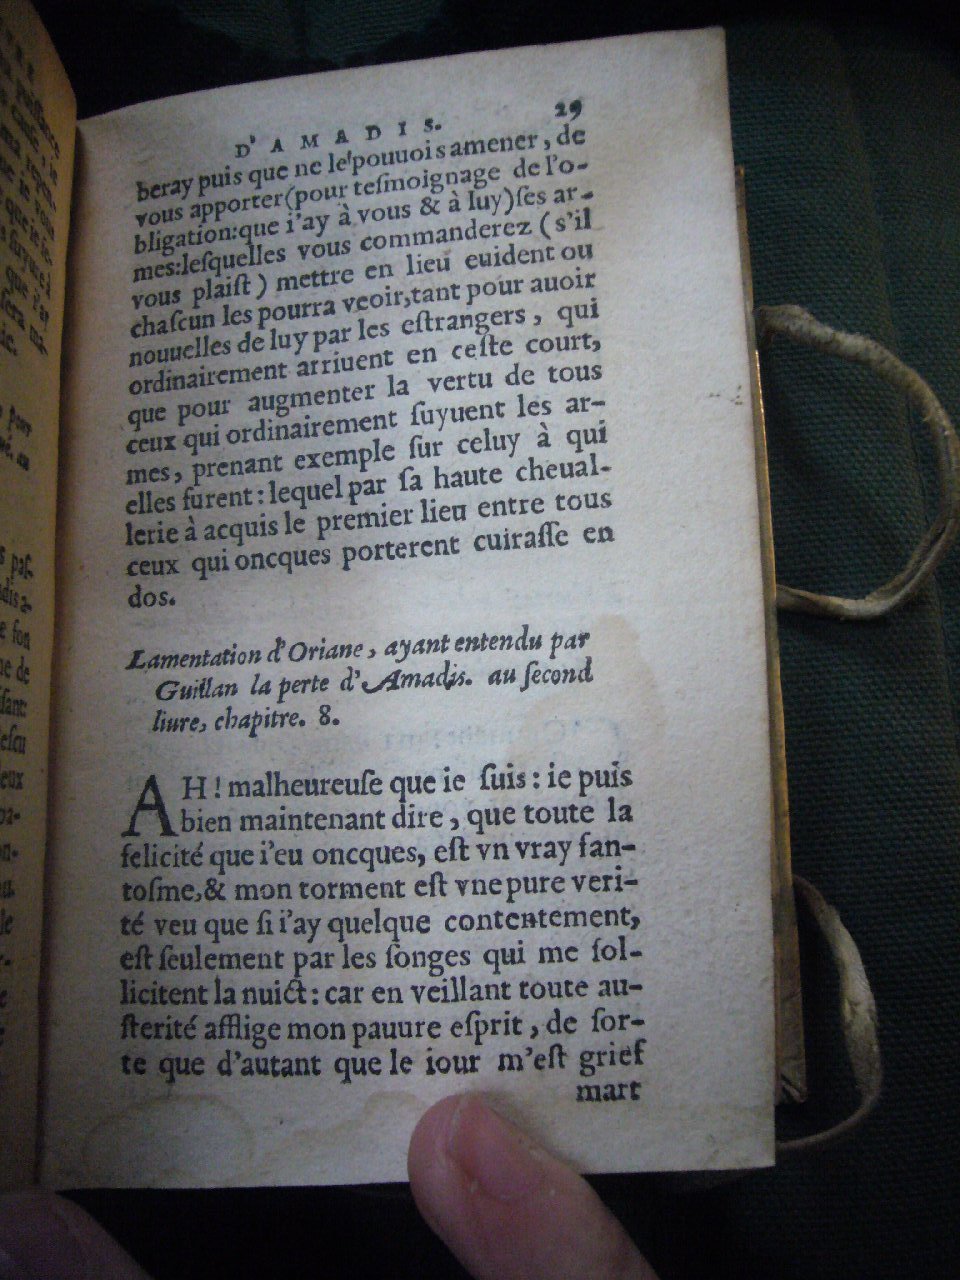 D'AMADIS. 29
beray puis que ne le pouuois amener, de
vous apporter (pour tesmoignage de l'o-
bligation: que i'ay à vous & à luy) ses ar-
mes: lesquelles vous commanderez (s'il
vous plaist) mettre en lieu euident ou
chascun les pourra veoir, tant pour auoir
nouuelles de luy par les estrangers, qui
ordinairement arriuent en ceste court,
que pour augmenter la vertu de tous
ceux qui ordinairement suyuent les ar-
mes, prenant exemple sur celuy à qui
elles furent: lequel par sa haute cheual-
lerie à acquis le premier lieu entre tous
ceux qui oncques porterent cuirasse en
dos.
Lamentation d'Oriane, ayant entendu par
Guillan la perte d'Amadis. au second
liure, chapitre. 8.
AH! malheureuse que ie suis: ie puis
bien maintenant dire, que toute la
felicité que i'eu oncques, est vn vray fan-
tosme, & mon torment est vne pure veri-
té veu que si i'ay quelque contentement,
est seulement par les songes qui me sol-
licitent la nuict: car en veillant toute au-
sterité afflige mon pauure esprit, de sor-
te que d'autant que le iour m'est grief
mart